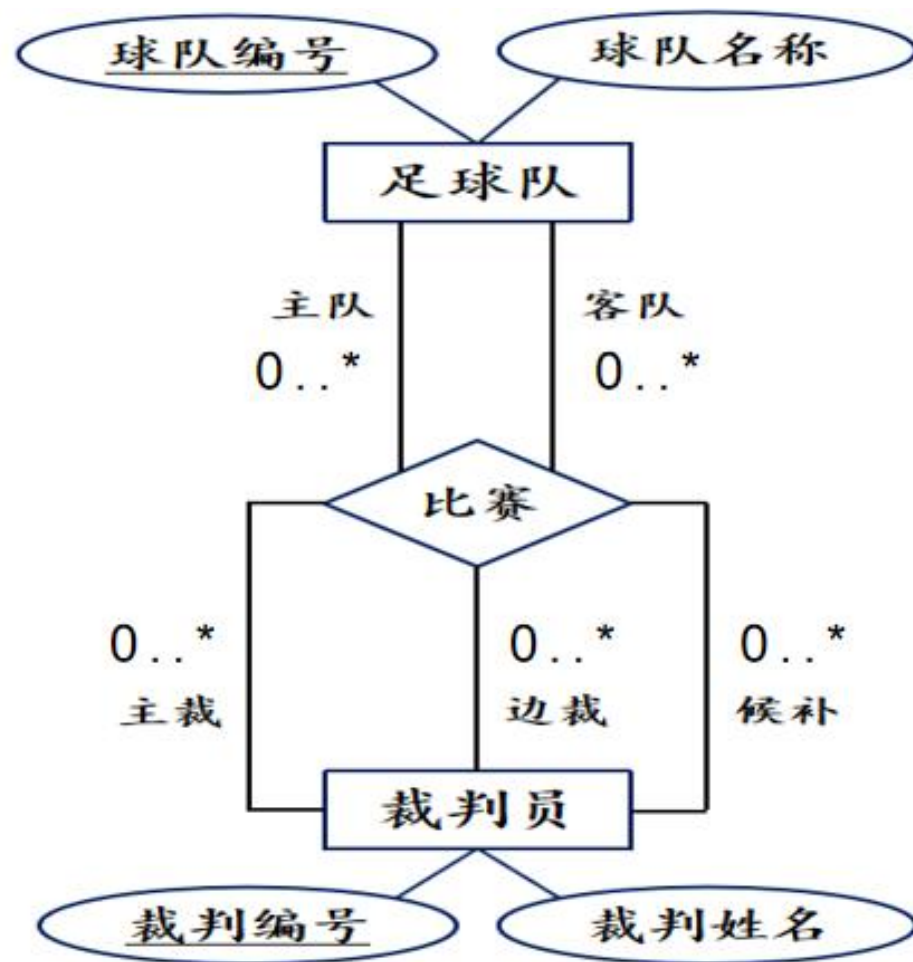 球队编号
球队名称
足球队
主队
客队
0..*
0..*
比赛
0..*
0..*
0..*
主裁
边裁
候补
裁判员
裁判编号
裁判姓名